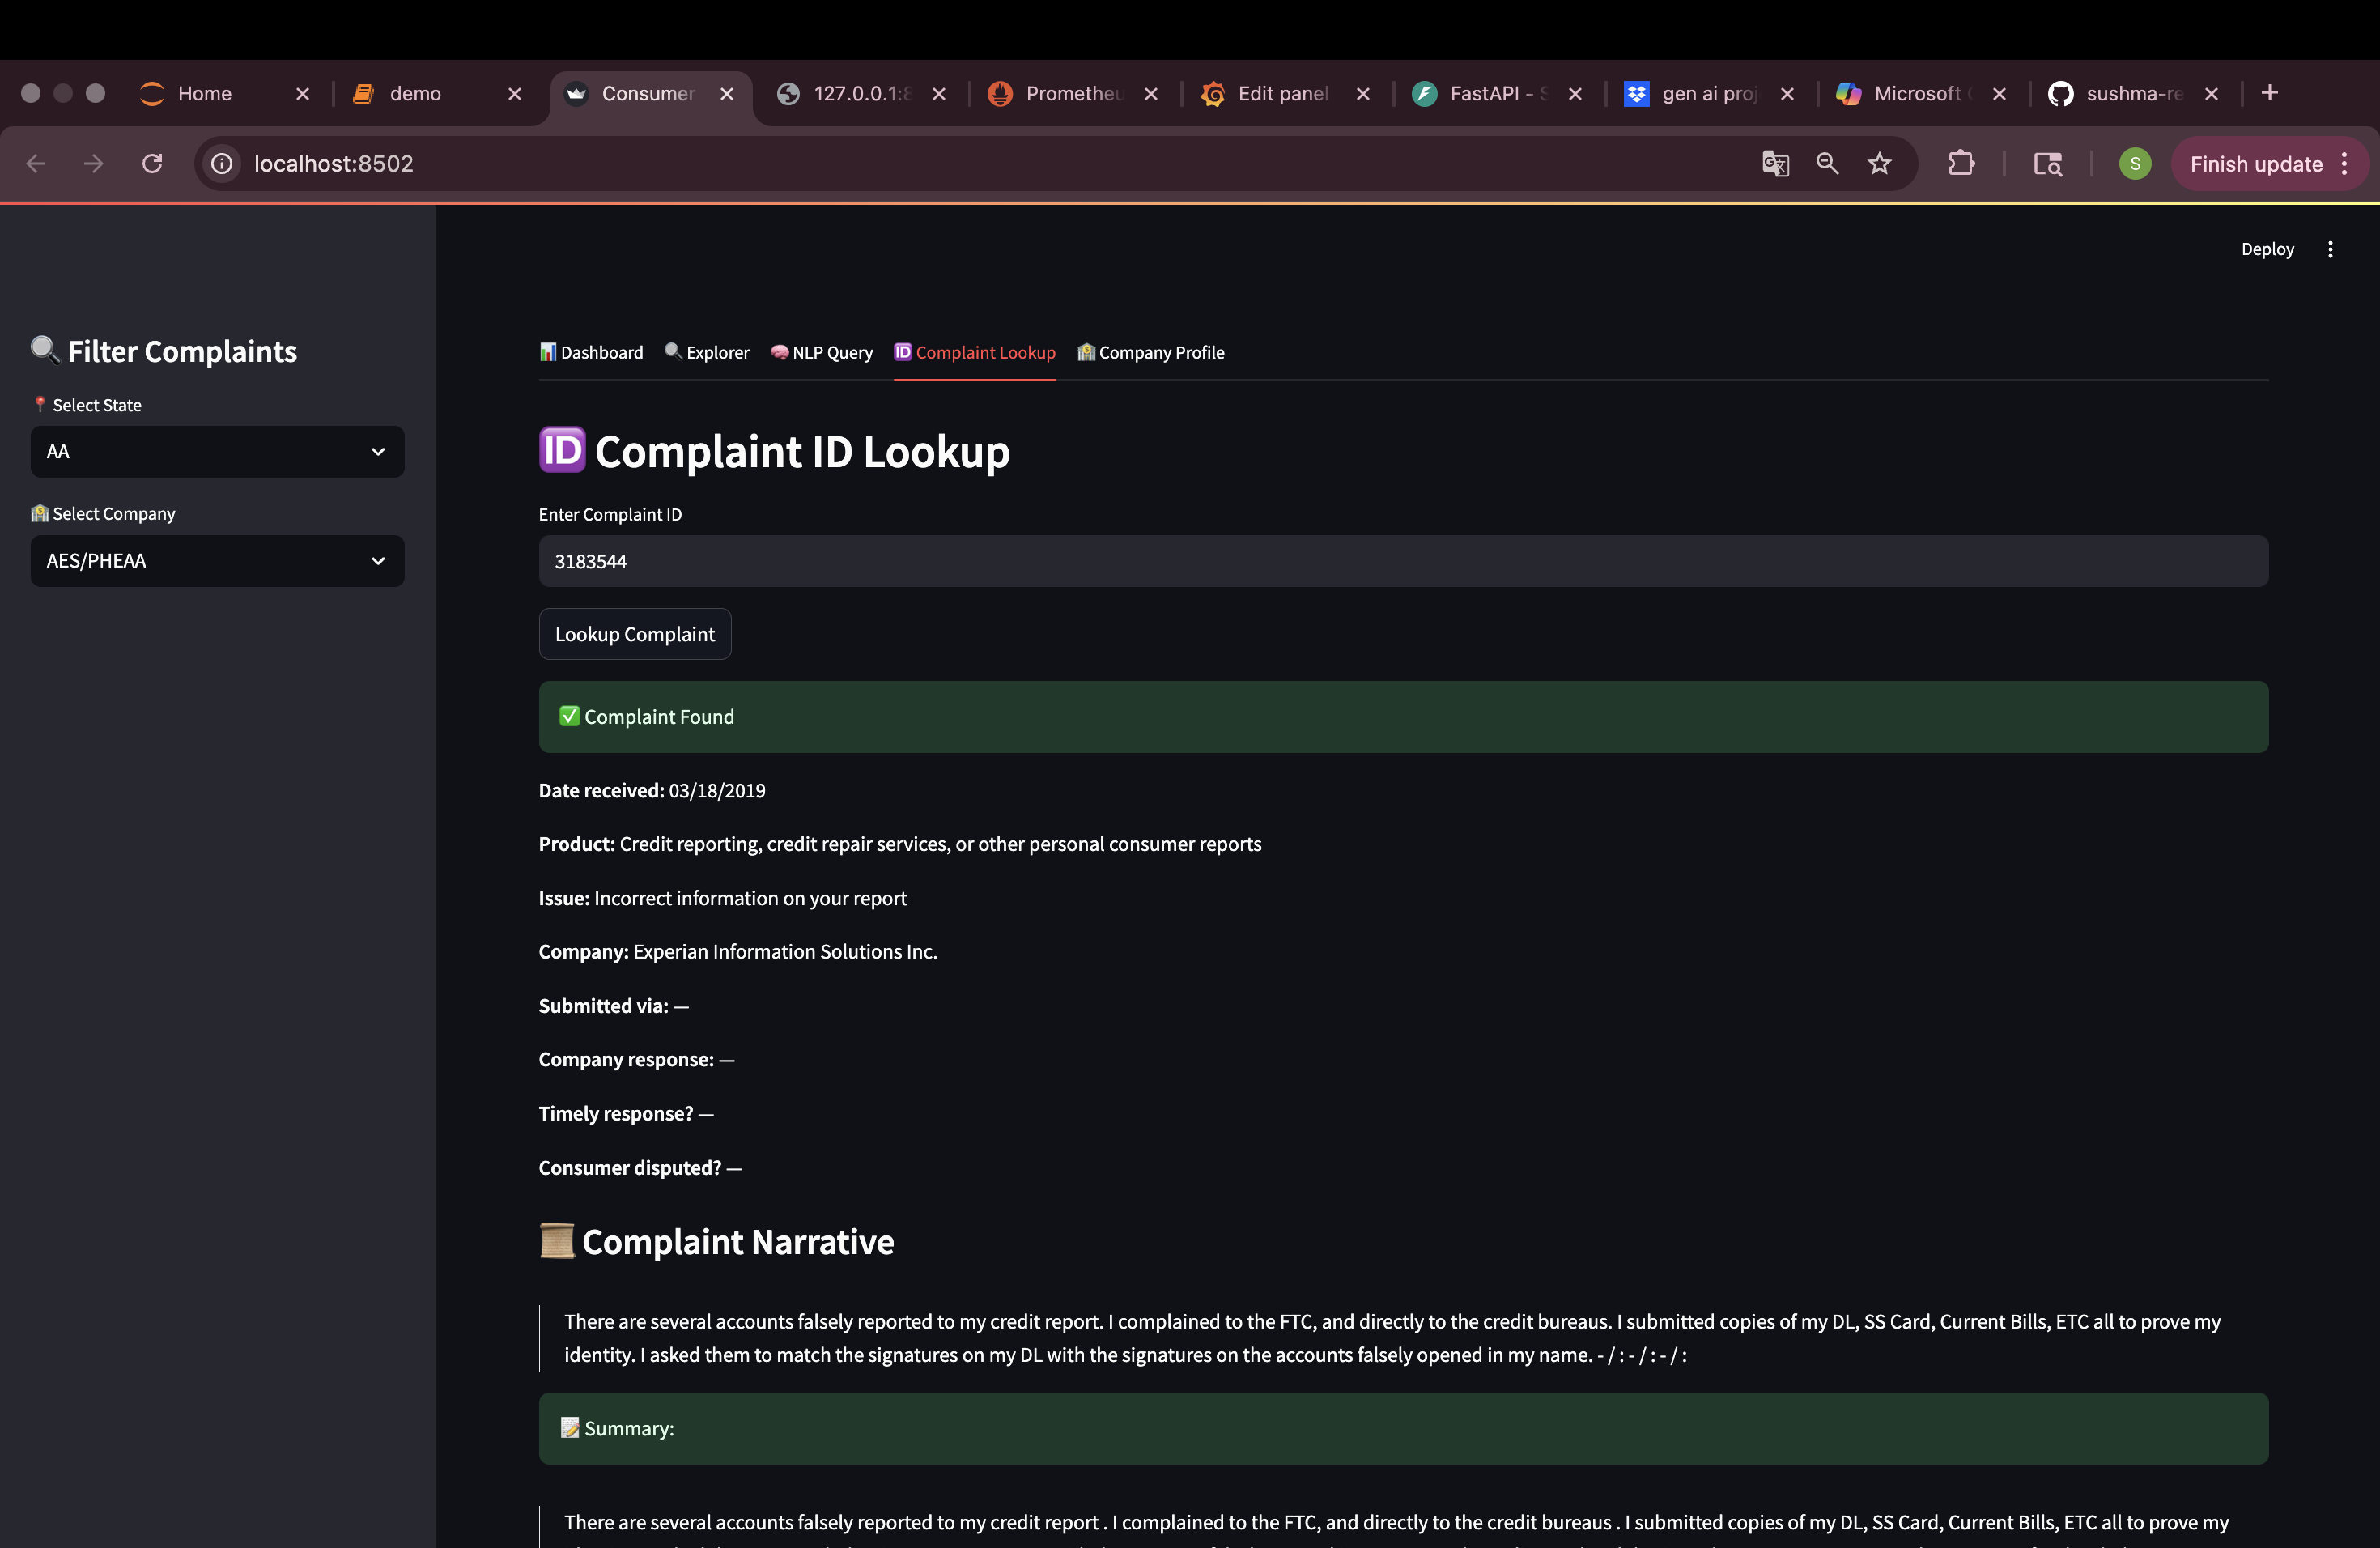 Home
demo
Consumer
127.0.0.1:8
Prometheu
Edit panel
FastAPI - S
gen ai proj
Microsoft
sushma-re
localhost:8502
S
Finish update
Deploy
Filter Complaints
Select State
AA
Select Company
AES/PHEAA
Dashboard
Explorer
NLP Query
ID Complaint Lookup
Company Profile
ID Complaint ID Lookup
Enter Complaint ID
3183544
Lookup Complaint
Complaint Found
Date received: 03/18/2019
Product: Credit reporting, credit repair services, or other personal consumer reports
Issue: Incorrect information on your report
Company: Experian Information Solutions Inc.
Submitted via: —
Company response: —
Timely response? —
Consumer disputed? —
Complaint Narrative
There are several accounts falsely reported to my credit report. I complained to the FTC, and directly to the credit bureaus. I submitted copies of my DL, SS Card, Current Bills, ETC all to prove my
identity. I asked them to match the signatures on my DL with the signatures on the accounts falsely opened in my name. - / : - / : - / :
Summary:
There are several accounts falsely reported to my credit report . I complained to the FTC, and directly to the credit bureaus . I submitted copies of my DL, SS Card, Current Bills, ETC all to prove my